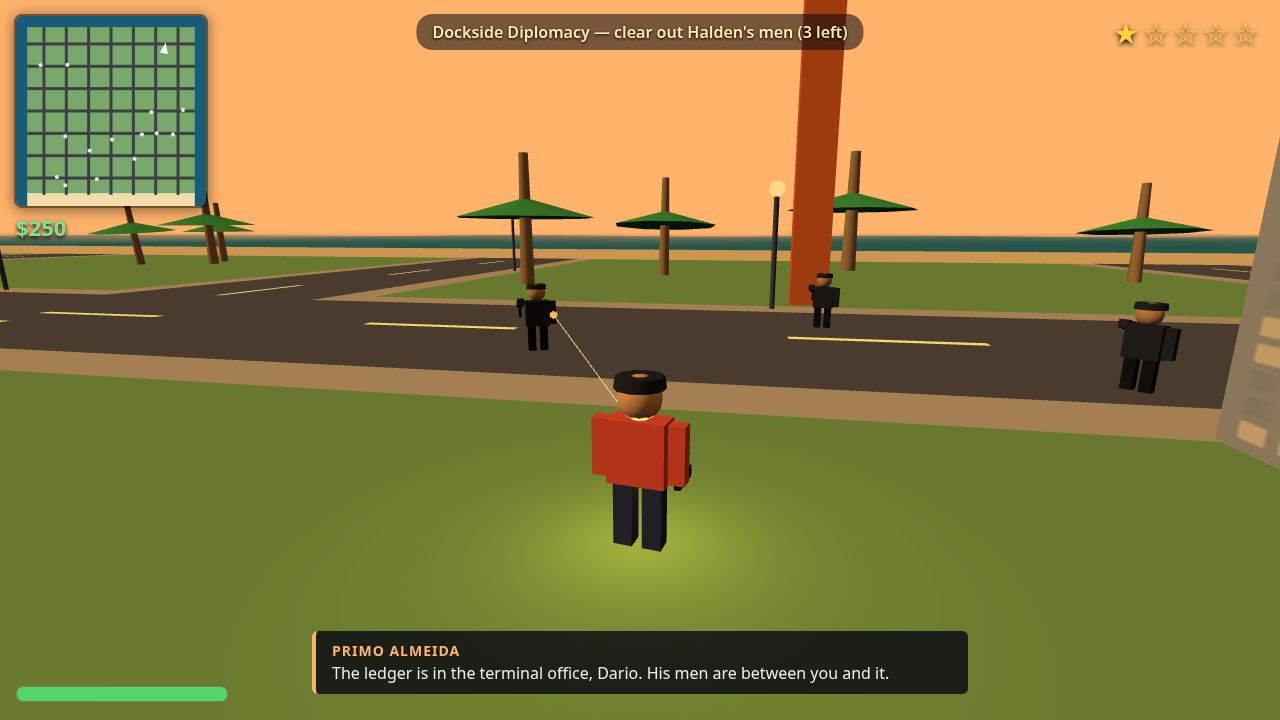 Dockside Diplomacy — clear out Halden's men (3 left)
$250
PRIMO ALMEIDA
The ledger is in the terminal office, Dario. His men are between you and it.